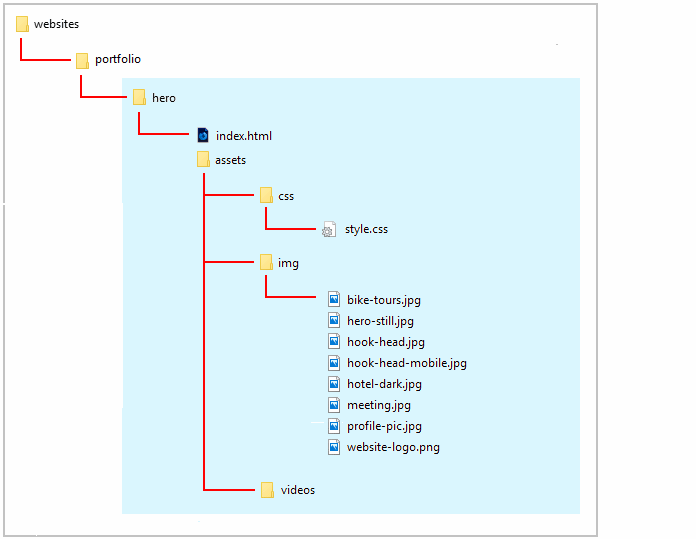 websites
portfolio
hero
index.html
assets
css
style.css
img
bike-tours.jpg
hero-still.jpg
hook-head.jpg
hook-head-mobile.jpg
hotel-dark.jpg
meeting.jpg
profile-pic.jpg
website-logo.png
videos